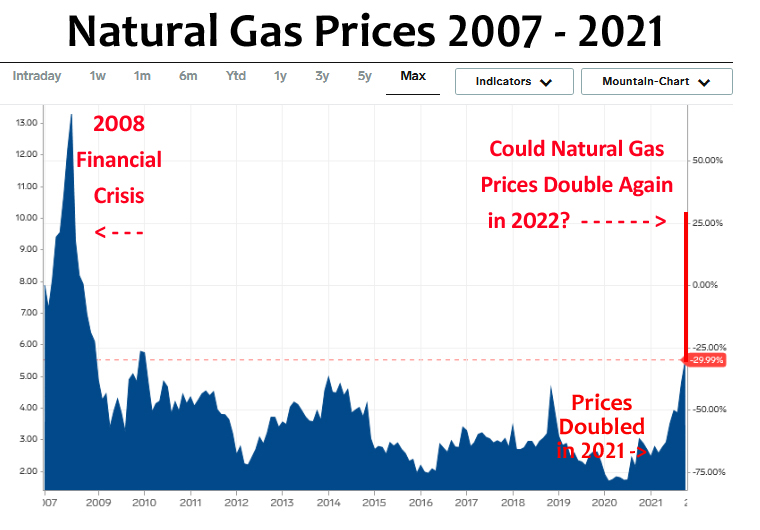 Natural Gas Prices 2007 - 2021
Intraday 1w 1m 6m Ytd 1y 3y 5y Max Indicators Mountain-Chart
2008
Financial
Crisis
<---
Could Natural Gas
Prices Double Again
in 2022? ------>
13.00
12.00
11.00
10.00
9.00
8.00
7.00
6.00
5.00
4.00
3.00
2.00
50.00%
25.00%
0.00%
-25.00%
-29.99%
-50.00%
-75.00%
Prices
Doubled
in 2021 ->
007 2009 2010 2011 2012 2013 2014 2015 2016 2017 2018 2019 2020 2021 2